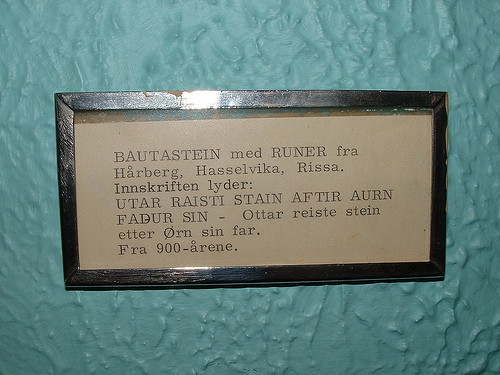 BAUTASTEIN med RUNER fra
Hårberg, Hasselvika, Rissa.
Innskriften lyder:
UTAR RAISTI STAIN AFTIR AURN
FAÐUR SIN - Ottar reiste stein
etter Ørn sin far.
Fra 900-årene.